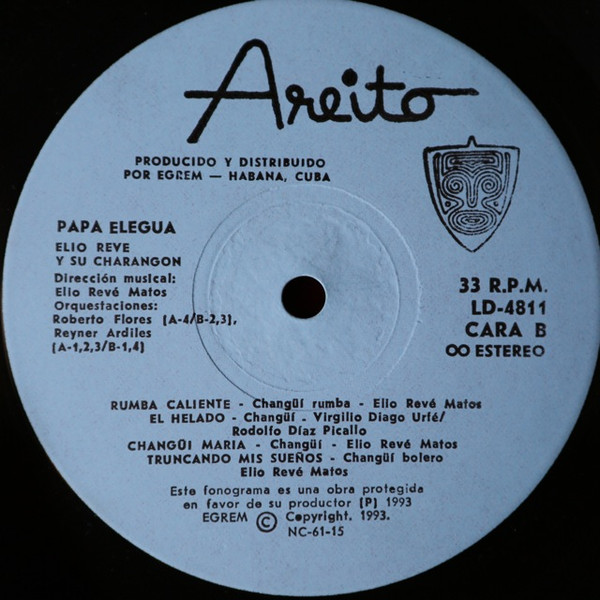 Areito
PRODUCIDO Y DISTRIBUIDO
POR EGREM — HABANA, CUBA
PAPA ELEGUA
ELIO REVE
Y SU CHARANGON
Dirección musical:
Elio Revé Matos
Orquestaciones:
Roberto Flores [A-4/B-2,3],
Reyner Ardiles
[A-1,2,3/B-1,4]
33 R.P.M.
LD-4811
CARA B
OO ESTEREO
RUMBA CALIENTE - Changüí rumba - Elio Revé Matos
EL HELADO - Changüí - Virgilio Diago Urfé/
Rodolfo Díaz Picallo
CHANGÜI MARIA - Changüí - Elio Revé Matos
TRUNCANDO MIS SUEÑOS - Changüí bolero
Elio Revé Matos
Este fonograma es una obra protegida
en favor de su productor [P] 1993
EGREM © Copyright. 1993.
NC-61-15